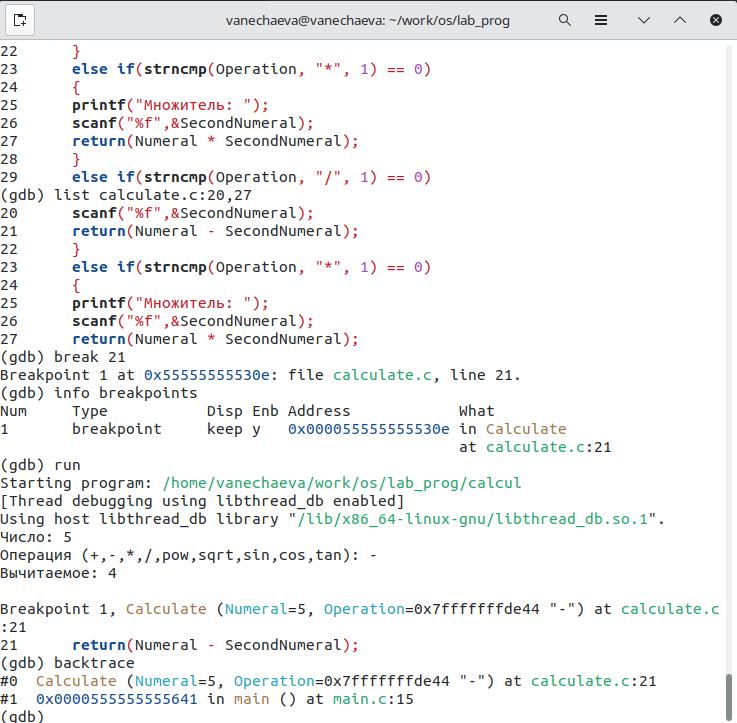 vanechaeva@vanechaeva: ~/work/os/lab_prog
22      }
23      else if(strncmp(Operation, "*", 1) == 0)
24      {
25      printf("Множитель: ");
26      scanf("%f",&SecondNumeral);
27      return(Numeral * SecondNumeral);
28      }
29      else if(strncmp(Operation, "/", 1) == 0)
(gdb) list calculate.c:20,27
20      scanf("%f",&SecondNumeral);
21      return(Numeral - SecondNumeral);
22      }
23      else if(strncmp(Operation, "*", 1) == 0)
24      {
25      printf("Множитель: ");
26      scanf("%f",&SecondNumeral);
27      return(Numeral * SecondNumeral);
(gdb) break 21
Breakpoint 1 at 0x55555555530e: file calculate.c, line 21.
(gdb) info breakpoints
Num     Type           Disp Enb Address            What
1       breakpoint     keep y   0x000055555555530e in Calculate
                                                   at calculate.c:21
(gdb) run
Starting program: /home/vanechaeva/work/os/lab_prog/calcul
[Thread debugging using libthread_db enabled]
Using host libthread_db library "/lib/x86_64-linux-gnu/libthread_db.so.1".
Число: 5
Операция (+,-,*,/,pow,sqrt,sin,cos,tan): -
Вычитаемое: 4
Breakpoint 1, Calculate (Numeral=5, Operation=0x7fffffffde44 "-") at calculate.c
:21
21      return(Numeral - SecondNumeral);
(gdb) backtrace
#0  Calculate (Numeral=5, Operation=0x7fffffffde44 "-") at calculate.c:21
#1  0x0000555555555641 in main () at main.c:15
(gdb)